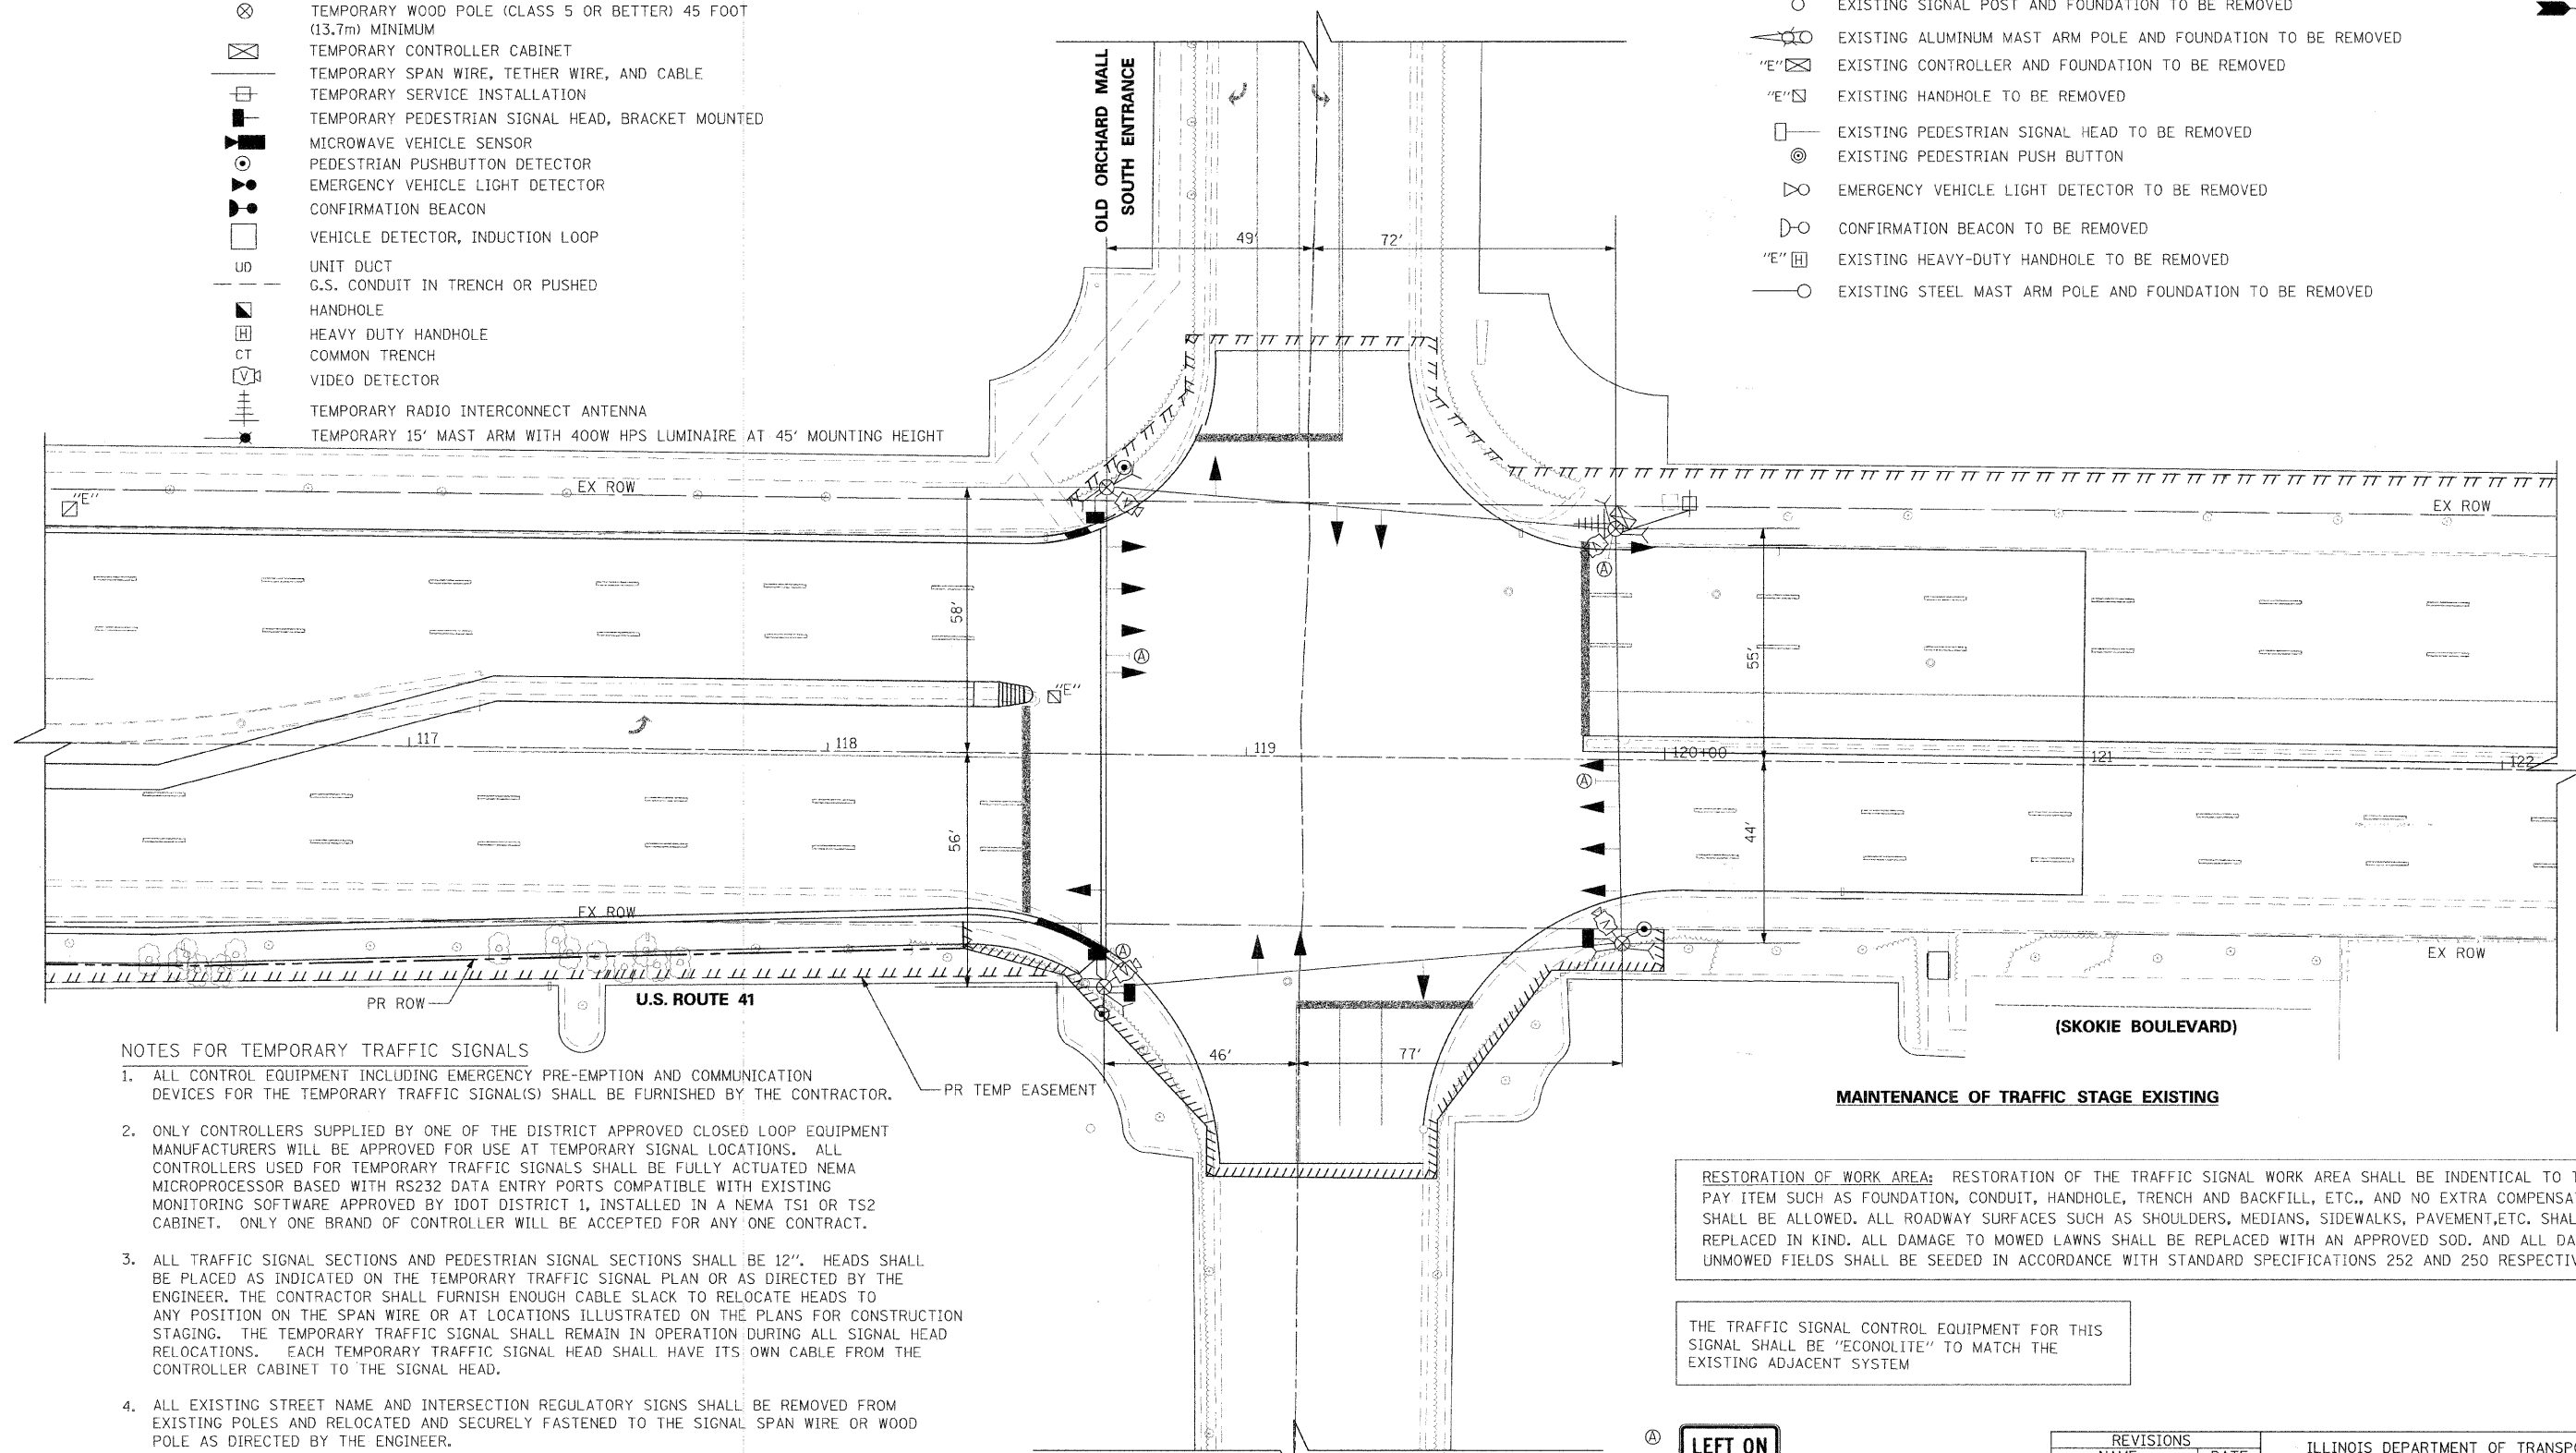 TEMPORARY WOOD POLE (CLASS 5 OR BETTER) 45 FOOT
(13.7m) MINIMUM
TEMPORARY CONTROLLER CABINET
TEMPORARY SPAN WIRE, TETHER WIRE, AND CABLE
TEMPORARY SERVICE INSTALLATION
TEMPORARY PEDESTRIAN SIGNAL HEAD, BRACKET MOUNTED
MICROWAVE VEHICLE SENSOR
PEDESTRIAN PUSHBUTTON DETECTOR
EMERGENCY VEHICLE LIGHT DETECTOR
CONFIRMATION BEACON
VEHICLE DETECTOR, INDUCTION LOOP
UD UNIT DUCT
G.S. CONDUIT IN TRENCH OR PUSHED
HANDHOLE
H HEAVY DUTY HANDHOLE
CT COMMON TRENCH
V VIDEO DETECTOR
TEMPORARY RADIO INTERCONNECT ANTENNA
TEMPORARY 15' MAST ARM WITH 400W HPS LUMINAIRE AT 45' MOUNTING HEIGHT
EXISTING SIGNAL POST AND FOUNDATION TO BE REMOVED
EXISTING ALUMINUM MAST ARM POLE AND FOUNDATION TO BE REMOVED
"E" EXISTING CONTROLLER AND FOUNDATION TO BE REMOVED
"E" EXISTING HANDHOLE TO BE REMOVED
EXISTING PEDESTRIAN SIGNAL HEAD TO BE REMOVED
EXISTING PEDESTRIAN PUSH BUTTON
EMERGENCY VEHICLE LIGHT DETECTOR TO BE REMOVED
CONFIRMATION BEACON TO BE REMOVED
"E" H EXISTING HEAVY-DUTY HANDHOLE TO BE REMOVED
EXISTING STEEL MAST ARM POLE AND FOUNDATION TO BE REMOVED
OLD ORCHARD MALL
SOUTH ENTRANCE
49'
72'
"E"
EX ROW
EX ROW
A
58'
A
55'
"E"
117
118
119
120+00
121
122
A
56'
44'
EX ROW
A
EX ROW
PR ROW
U.S. ROUTE 41
(SKOKIE BOULEVARD)
46'
77'
PR TEMP EASEMENT
MAINTENANCE OF TRAFFIC STAGE EXISTING
NOTES FOR TEMPORARY TRAFFIC SIGNALS
1. ALL CONTROL EQUIPMENT INCLUDING EMERGENCY PRE-EMPTION AND COMMUNICATION
DEVICES FOR THE TEMPORARY TRAFFIC SIGNAL(S) SHALL BE FURNISHED BY THE CONTRACTOR.
2. ONLY CONTROLLERS SUPPLIED BY ONE OF THE DISTRICT APPROVED CLOSED LOOP EQUIPMENT
MANUFACTURERS WILL BE APPROVED FOR USE AT TEMPORARY SIGNAL LOCATIONS. ALL
CONTROLLERS USED FOR TEMPORARY TRAFFIC SIGNALS SHALL BE FULLY ACTUATED NEMA
MICROPROCESSOR BASED WITH RS232 DATA ENTRY PORTS COMPATIBLE WITH EXISTING
MONITORING SOFTWARE APPROVED BY IDOT DISTRICT 1, INSTALLED IN A NEMA TS1 OR TS2
CABINET. ONLY ONE BRAND OF CONTROLLER WILL BE ACCEPTED FOR ANY ONE CONTRACT.
3. ALL TRAFFIC SIGNAL SECTIONS AND PEDESTRIAN SIGNAL SECTIONS SHALL BE 12". HEADS SHALL
BE PLACED AS INDICATED ON THE TEMPORARY TRAFFIC SIGNAL PLAN OR AS DIRECTED BY THE
ENGINEER. THE CONTRACTOR SHALL FURNISH ENOUGH CABLE SLACK TO RELOCATE HEADS TO
ANY POSITION ON THE SPAN WIRE OR AT LOCATIONS ILLUSTRATED ON THE PLANS FOR CONSTRUCTION
STAGING. THE TEMPORARY TRAFFIC SIGNAL SHALL REMAIN IN OPERATION DURING ALL SIGNAL HEAD
RELOCATIONS. EACH TEMPORARY TRAFFIC SIGNAL HEAD SHALL HAVE ITS OWN CABLE FROM THE
CONTROLLER CABINET TO THE SIGNAL HEAD.
4. ALL EXISTING STREET NAME AND INTERSECTION REGULATORY SIGNS SHALL BE REMOVED FROM
EXISTING POLES AND RELOCATED AND SECURELY FASTENED TO THE SIGNAL SPAN WIRE OR WOOD
POLE AS DIRECTED BY THE ENGINEER.
RESTORATION OF WORK AREA: RESTORATION OF THE TRAFFIC SIGNAL WORK AREA SHALL BE INDENTICAL TO
PAY ITEM SUCH AS FOUNDATION, CONDUIT, HANDHOLE, TRENCH AND BACKFILL, ETC., AND NO EXTRA COMPENSA
SHALL BE ALLOWED. ALL ROADWAY SURFACES SUCH AS SHOULDERS, MEDIANS, SIDEWALKS, PAVEMENT,ETC. SHAL
REPLACED IN KIND. ALL DAMAGE TO MOWED LAWNS SHALL BE REPLACED WITH AN APPROVED SOD. AND ALL DA
UNMOWED FIELDS SHALL BE SEEDED IN ACCORDANCE WITH STANDARD SPECIFICATIONS 252 AND 250 RESPECTIV
THE TRAFFIC SIGNAL CONTROL EQUIPMENT FOR THIS
SIGNAL SHALL BE "ECONOLITE" TO MATCH THE
EXISTING ADJACENT SYSTEM
A LEFT ON
REVISIONS
NAME DATE
ILLINOIS DEPARTMENT OF TRANSP